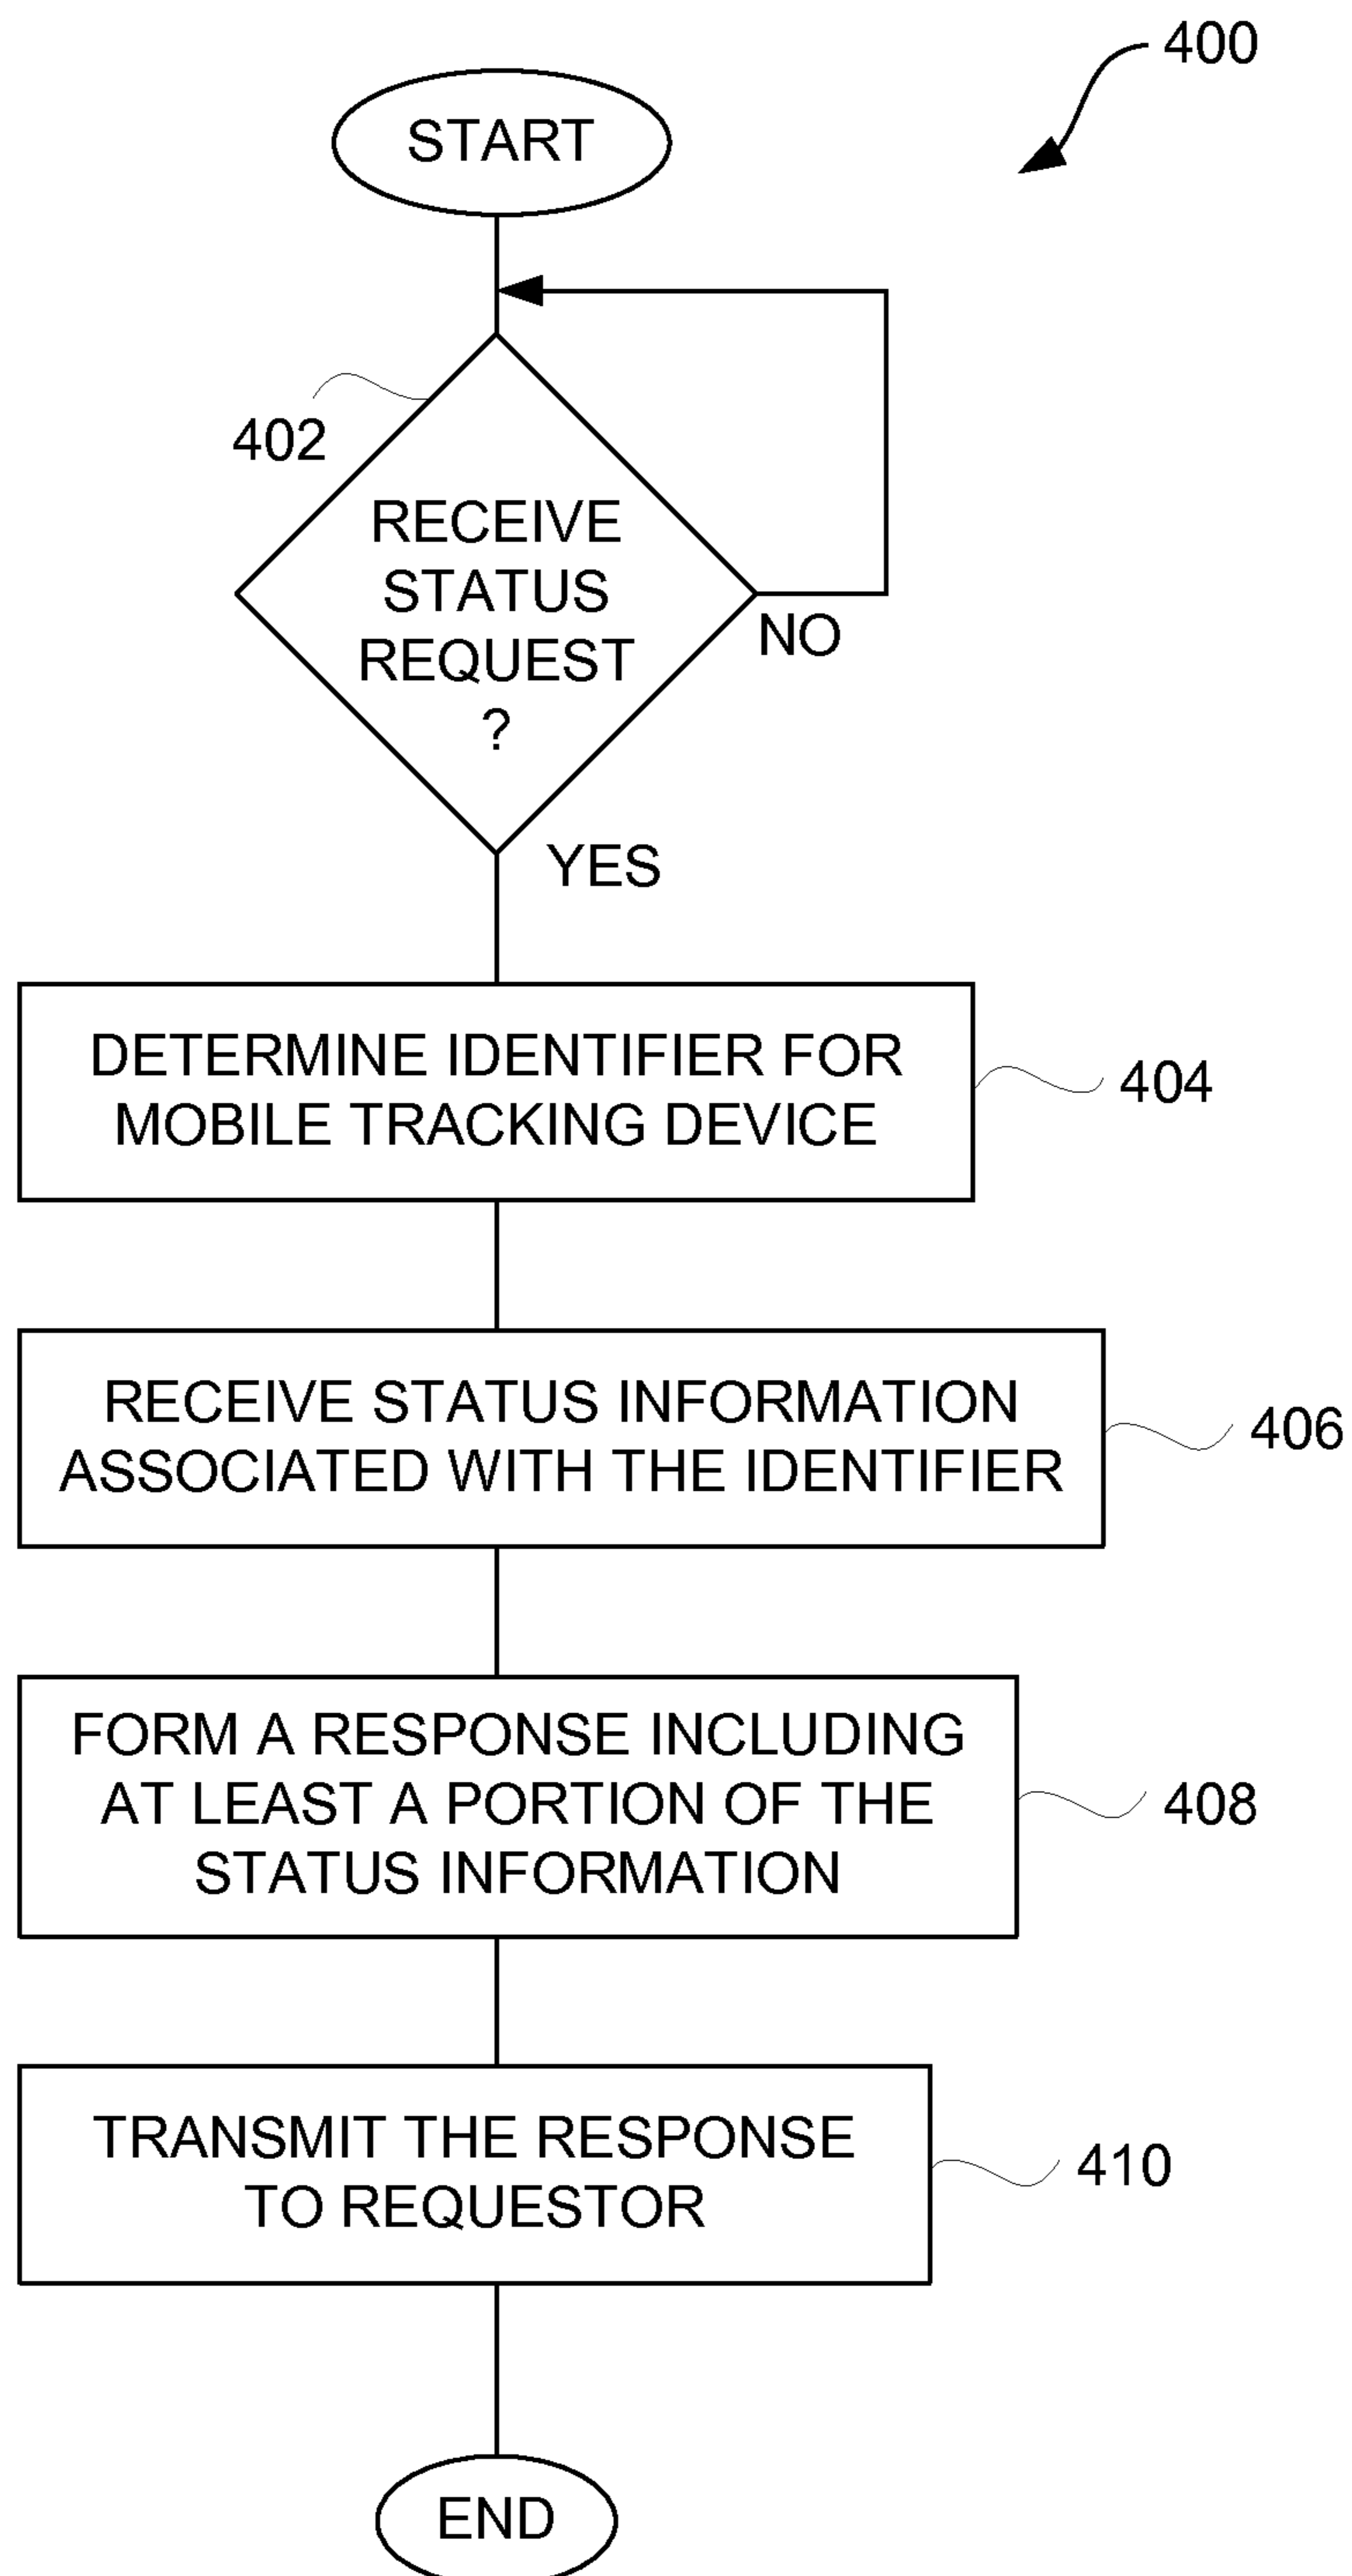 400
START
402
RECEIVE
STATUS
REQUEST
?
NO
YES
DETERMINE IDENTIFIER FOR
MOBILE TRACKING DEVICE
404
RECEIVE STATUS INFORMATION
ASSOCIATED WITH THE IDENTIFIER
406
FORM A RESPONSE INCLUDING
AT LEAST A PORTION OF THE
STATUS INFORMATION
408
TRANSMIT THE RESPONSE
TO REQUESTOR
410
END